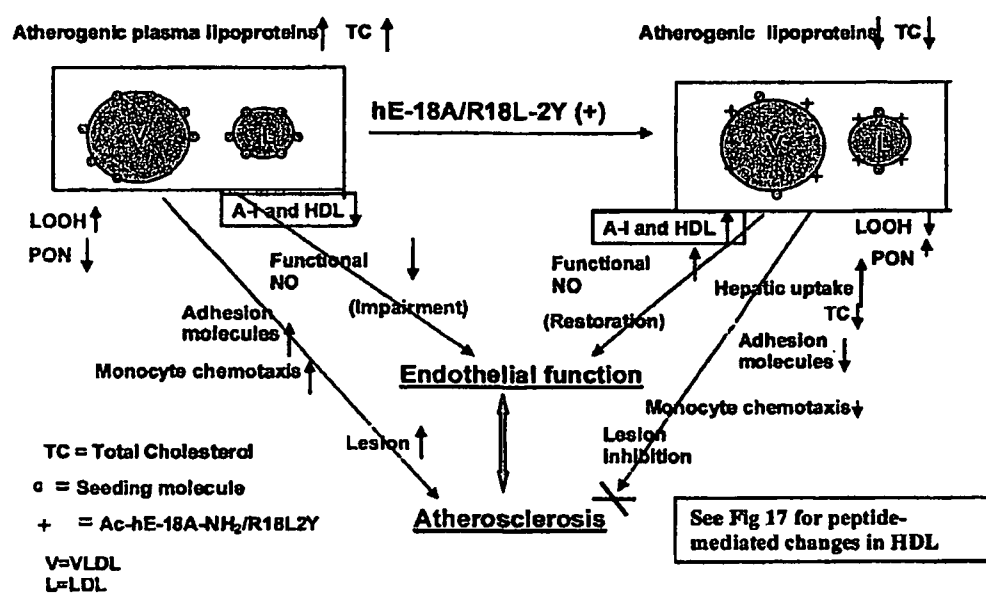 Atherogenic plasma lipoproteins↑ TC ↑
Atherogenic lipoproteins↓ TC↓
V
L
hE-18A/R18L-2Y (+)
V
L
A-I and HDL↓
LOOH↑
PON↓
Functional ↓
NO
(Impairment)
Adhesion
molecules↑
Monocyte chemotaxis↑
Lesion↑
A-I and HDL↑
Functional↑
NO
(Restoration)
LOOH↓
PON↑
Hepatic uptake↑
TC↓
Adhesion
molecules↓
Monocyte chemotaxis↓
Lesion
inhibition
Endothelial function
Atherosclerosis
TC = Total Cholesterol
= Seeding molecule
+ = Ac-hE-18A-NH₂/R18L2Y
V=VLDL
L=LDL
See Fig 17 for peptide-
mediated changes in HDL